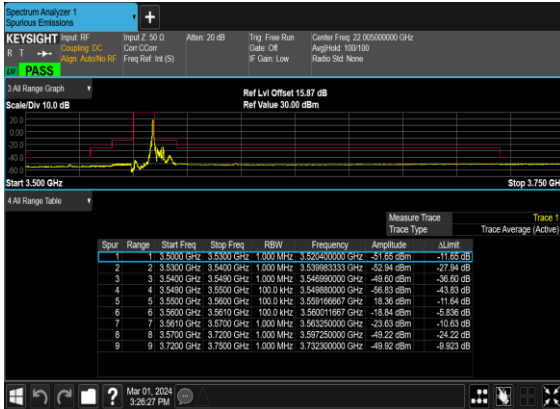 Spectrum Analyzer 1
Spurious Emissions
KEYSIGHT Input: RF Input Z: 50 Ω Atten: 20 dB Trig: Free Run Center Freq: 22.005000000 GHz
R T Coupling: DC Corr CCorr Gate: Off Avg|Hold: 100/100
Align: Auto/No RF Freq Ref: Int (S) IF Gain: Low Radio Std: None
PASS
3 All Range Graph
Ref Lvl Offset 15.87 dB
Scale/Div 10.0 dB Ref Value 30.00 dBm
20.0
0.00
-20.0
-40.0
-60.0
Start 3.500 GHz Stop 3.750 GH
4 All Range Table
Measure Trace Trace 1
Trace Type Trace Average (Active)
Spur Range Start Freq Stop Freq RBW Frequency Amplitude ΔLimit
1 1 3.5000 GHz 3.5300 GHz 1.000 MHz 3.520400000 GHz -51.65 dBm -11.65 dB
2 2 3.5300 GHz 3.5400 GHz 1.000 MHz 3.539983333 GHz -52.94 dBm -27.94 dB
3 3 3.5400 GHz 3.5490 GHz 1.000 MHz 3.546990000 GHz -49.60 dBm -36.60 dB
4 4 3.5490 GHz 3.5500 GHz 100.0 kHz 3.549880000 GHz -56.83 dBm -43.83 dB
5 5 3.5500 GHz 3.5600 GHz 100.0 kHz 3.559166667 GHz 18.36 dBm -11.64 dB
6 6 3.5600 GHz 3.5610 GHz 100.0 kHz 3.560011667 GHz -18.84 dBm -5.836 dB
7 7 3.5610 GHz 3.5700 GHz 1.000 MHz 3.563250000 GHz -23.63 dBm -10.63 dB
8 8 3.5700 GHz 3.7200 GHz 1.000 MHz 3.597250000 GHz -49.22 dBm -24.22 dB
9 9 3.7200 GHz 3.7500 GHz 1.000 MHz 3.732300000 GHz -49.92 dBm -9.923 dB
Mar 01, 2024
3:26:27 PM